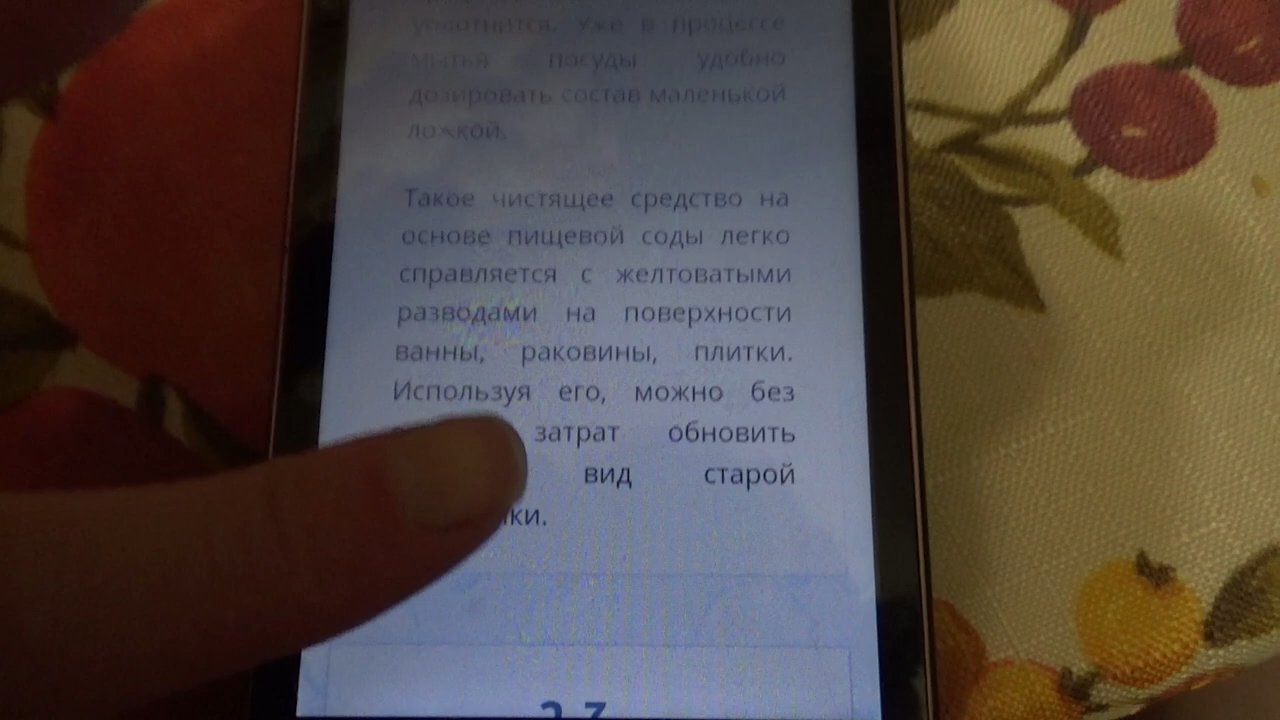 уплотнится. Уже в процессе
мытья посуды удобно
дозировать состав маленькой
ложкой.
Такое чистящее средство на
основе пищевой соды легко
справляется с желтоватыми
разводами на поверхности
ванны, раковины, плитки.
Используя его, можно без
затрат обновить
вид старой